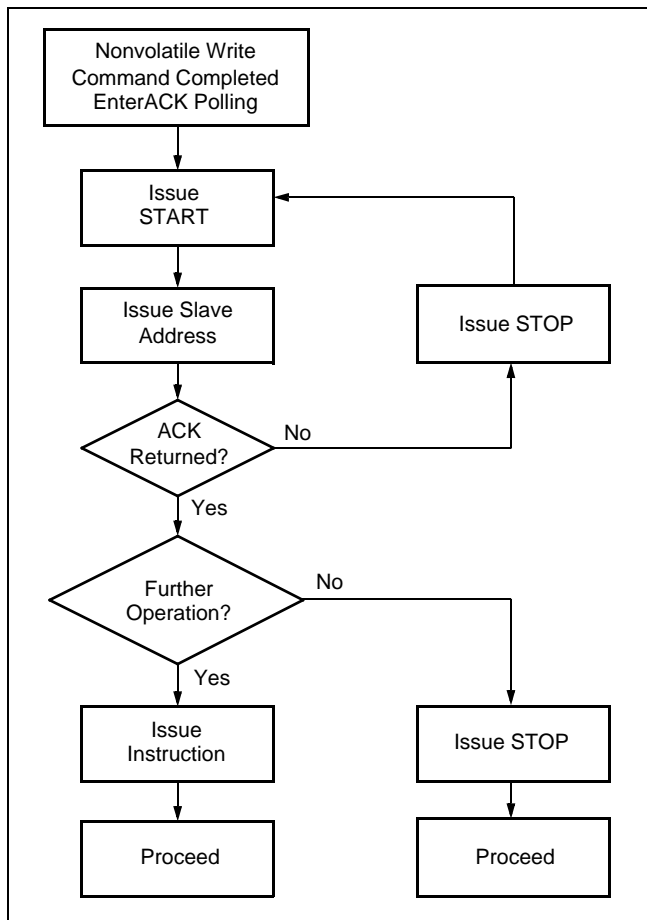 Nonvolatile Write
Command Completed
EnterACK Polling
Issue
START
Issue Slave
Address
Issue STOP
ACK
Returned?
No
Yes
Further
Operation?
No
Yes
Issue
Instruction
Issue STOP
Proceed
Proceed